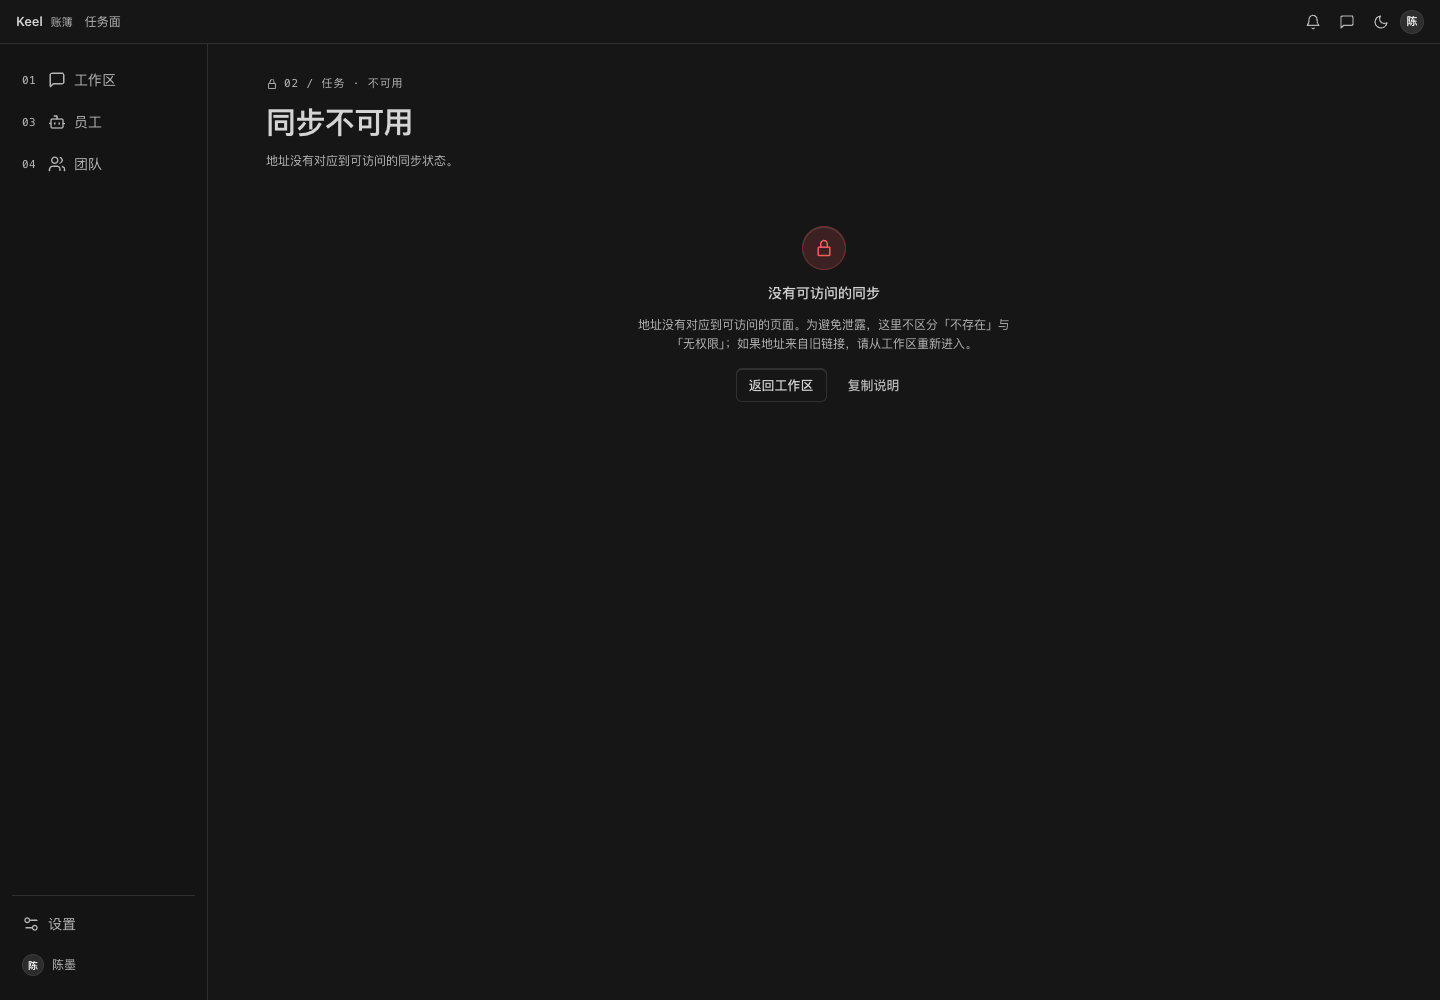 Keel 账簿 任务面
陈
01 工作区
03 员工
04 团队
02 / 任务 · 不可用
同步不可用
地址没有对应到可访问的同步状态。
没有可访问的同步
地址没有对应到可访问的页面。为避免泄露，这里不区分「不存在」与
「无权限」；如果地址来自旧链接，请从工作区重新进入。
返回工作区 复制说明
设置
陈 陈墨